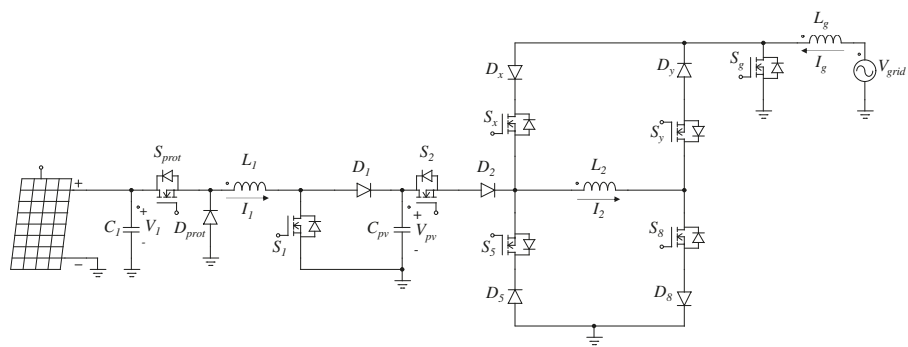 L_g
S_g
I_g
V_grid
D_x
D_y
S_x
S_y
S_prot
L_1
D_1
S_2
D_2
L_2
+
I_1
I_2
C_1
+
V_1
-
D_prot
S_1
C_pv
+
V_pv
-
S_5
S_8
−
D_5
D_8